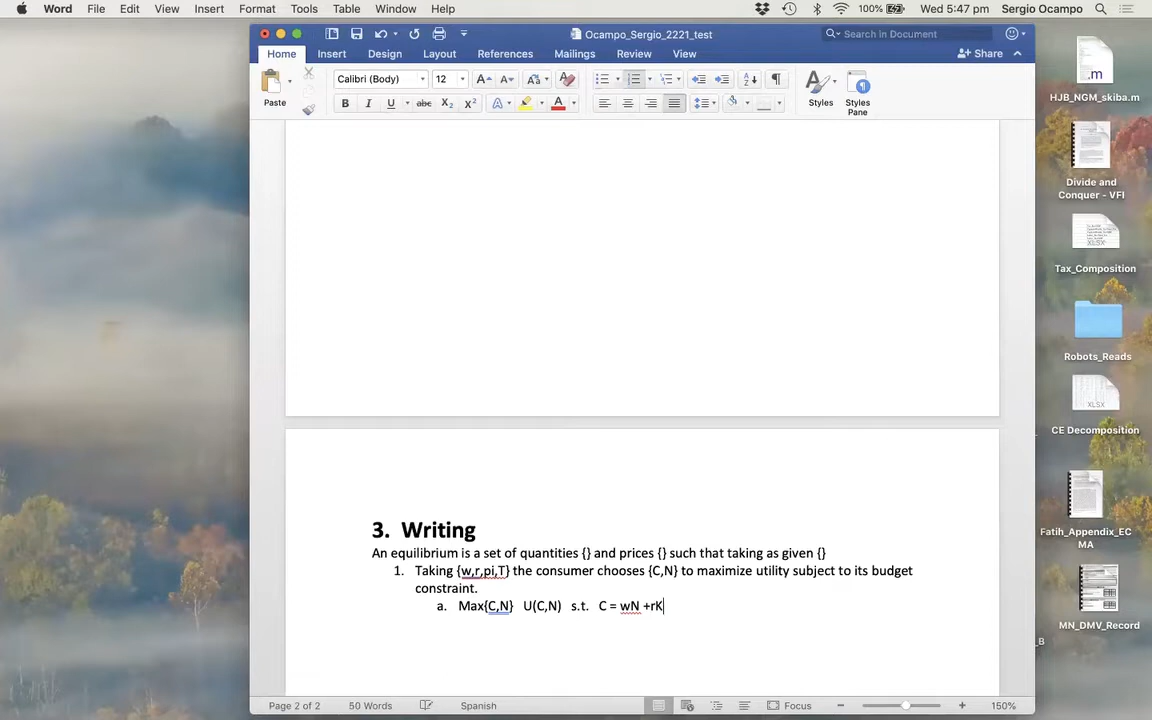 Word File Edit View Insert Format Tools Table Window Help 100% Wed 5:47 pm Sergio Ocampo
Ocampo_Sergio_2221_test
Search in Document
Home Insert Design Layout References Mailings Review View Share
Paste Calibri (Body) 12 Styles Styles Pane
.m
HJB_NGM_skiba.m
Divide and
Conquer - VFI
XLSX
Tax_Composition
Robots_Reads
XLSX
CE Decomposition
Fatih_Appendix_EC
MA
MN_DMV_Record
_B
3. Writing
An equilibrium is a set of quantities {} and prices {} such that taking as given {}
1. Taking {w,r,pi,T} the consumer chooses {C,N} to maximize utility subject to its budget
constraint.
a. Max{C,N} U(C,N) s.t. C = wN +rK
Page 2 of 2 50 Words Spanish Focus 150%